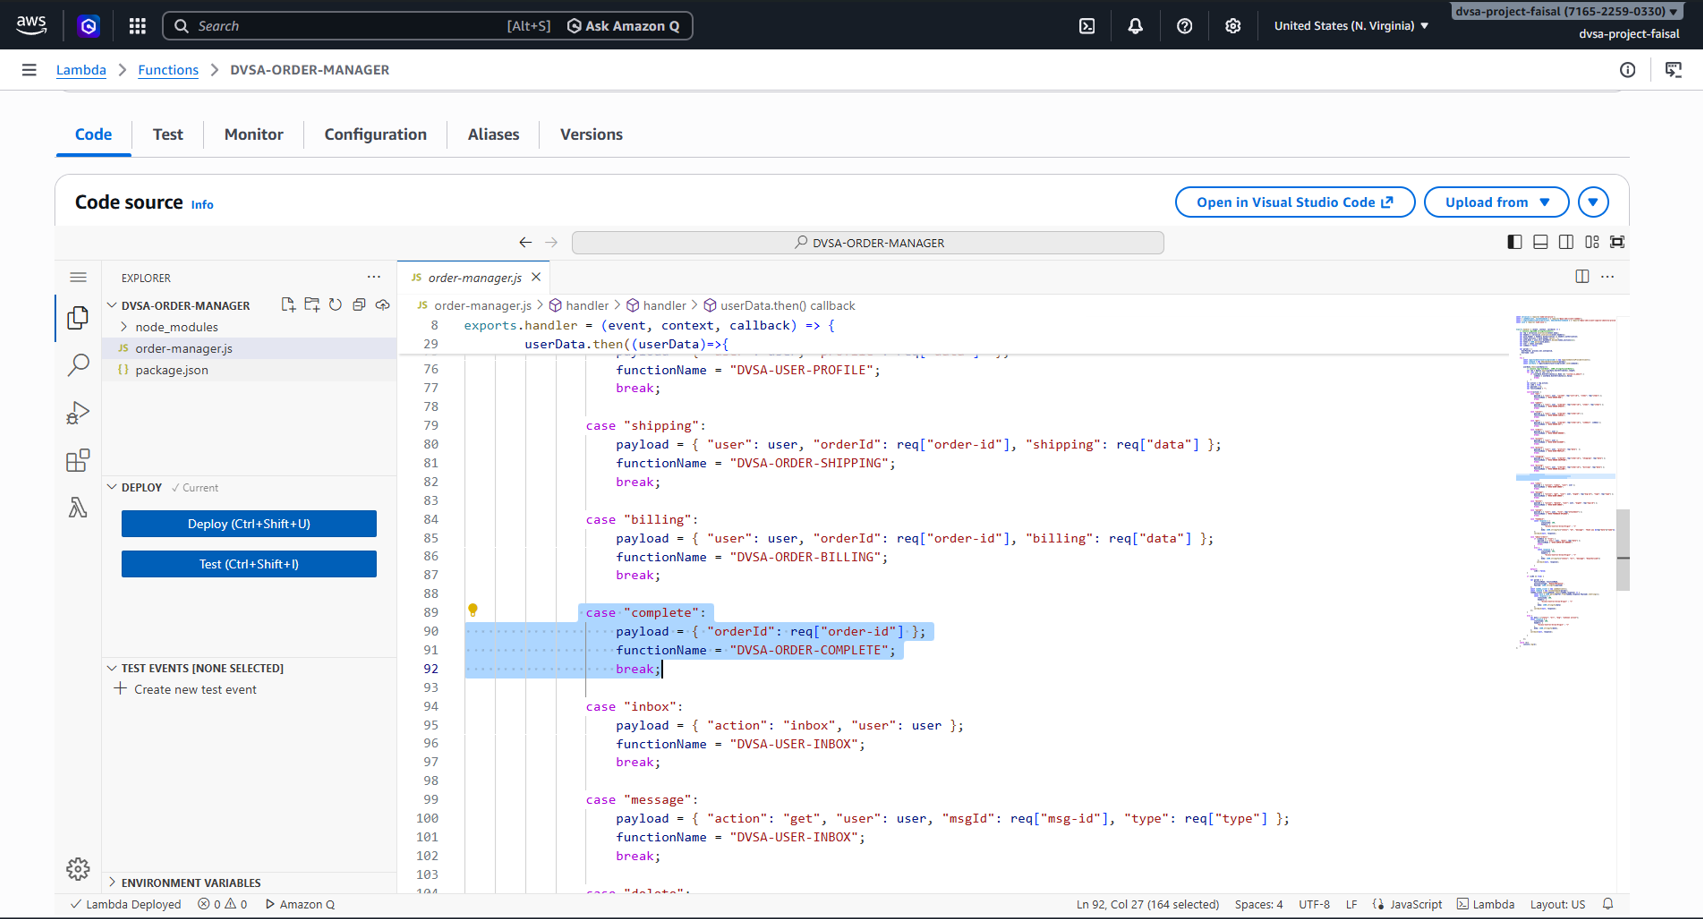 aws
Search
[Alt+S]
Ask Amazon Q
United States (N. Virginia) ▼
dvsa-project-faisal (7165-2259-0330) ▼
dvsa-project-faisal
Lambda > Functions > DVSA-ORDER-MANAGER
Code
Test
Monitor
Configuration
Aliases
Versions
Code source Info
Open in Visual Studio Code
Upload from ▼
DVSA-ORDER-MANAGER
EXPLORER
DVSA-ORDER-MANAGER
node_modules
JS order-manager.js
{ } package.json
DEPLOY ✓ Current
Deploy (Ctrl+Shift+U)
Test (Ctrl+Shift+I)
TEST EVENTS [NONE SELECTED]
+ Create new test event
ENVIRONMENT VARIABLES
JS order-manager.js ×
JS order-manager.js > handler > handler > userData.then() callback
8 exports.handler = (event, context, callback) => {
29 userData.then((userData)=>{
76 functionName = "DVSA-USER-PROFILE";
77 break;
78
79 case "shipping":
80 payload = { "user": user, "orderId": req["order-id"], "shipping": req["data"] };
81 functionName = "DVSA-ORDER-SHIPPING";
82 break;
83
84 case "billing":
85 payload = { "user": user, "orderId": req["order-id"], "billing": req["data"] };
86 functionName = "DVSA-ORDER-BILLING";
87 break;
88
89 case "complete":
90 payload = { "orderId": req["order-id"] };
91 functionName = "DVSA-ORDER-COMPLETE";
92 break;
93
94 case "inbox":
95 payload = { "action": "inbox", "user": user };
96 functionName = "DVSA-USER-INBOX";
97 break;
98
99 case "message":
100 payload = { "action": "get", "user": user, "msgId": req["msg-id"], "type": req["type"] };
101 functionName = "DVSA-USER-INBOX";
102 break;
103
104 case "delete":
Lambda Deployed
0
0
Amazon Q
Ln 92, Col 27 (164 selected)
Spaces: 4
UTF-8
LF
JavaScript
Lambda
Layout: US